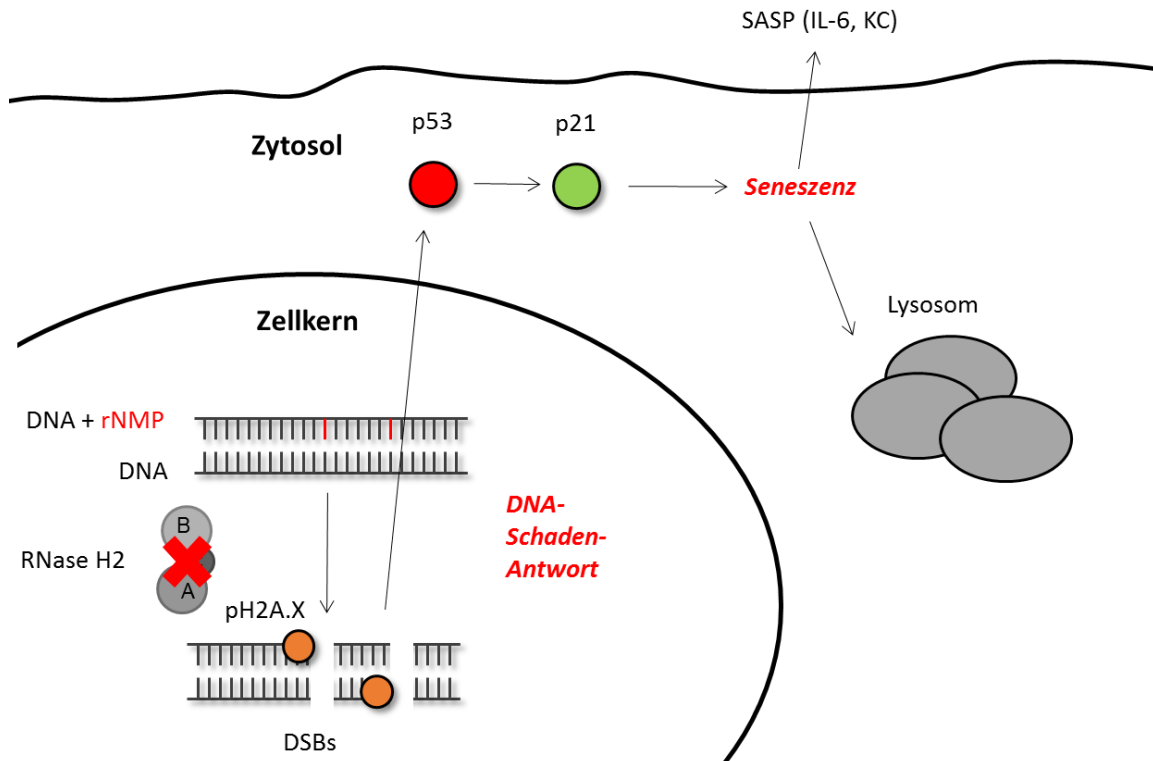 SASP (IL-6, KC)
p53
p21
Zytosol
Seneszenz
Zellkern
Lysosom
DNA + rNMP
DNA
DNA-
Schaden-
Antwort
B
RNase H2
A
pH2A.X
DSBs